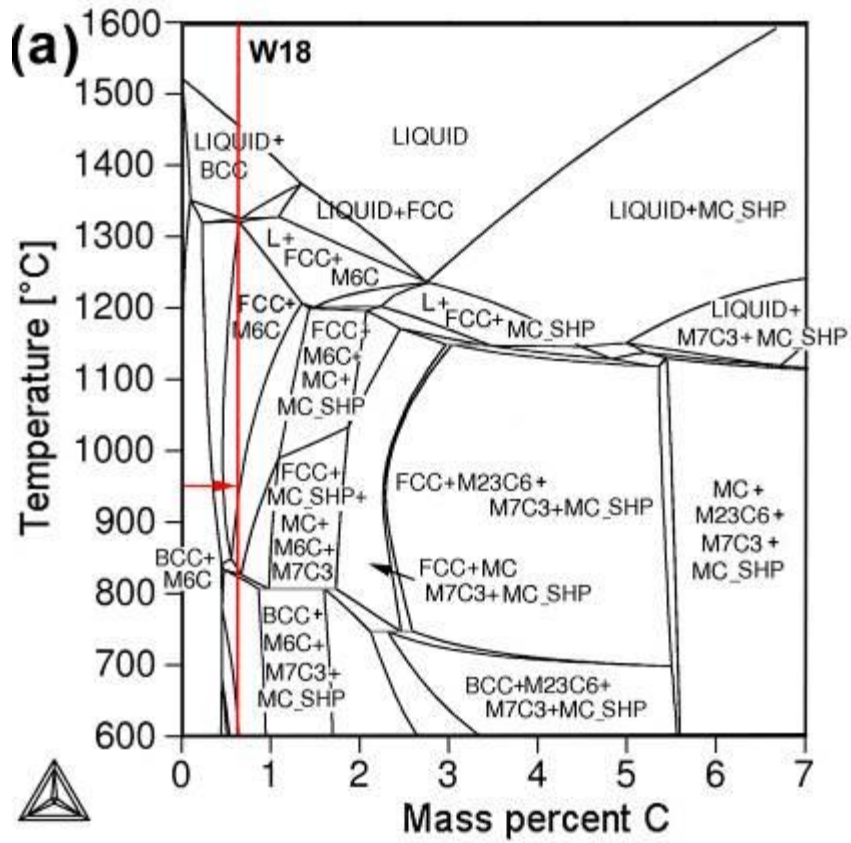 (a)
W18
Temperature [°C]
1600
1500
1400
1300
1200
1100
1000
900
800
700
600
LIQUID+
BCC
LIQUID
LIQUID+FCC
LIQUID+MC_SHP
L+
FCC+
M6C
FCC+
M6C
L+
FCC+
MC_SHP
LIQUID+
M7C3+MC_SHP
FCC+
M6C+
MC+
MC_SHP
FCC+
MC_SHP+
MC+
M6C+
M7C3
FCC+M23C6+
M7C3+MC_SHP
MC+
M23C6+
M7C3+
MC_SHP
BCC+
M6C
FCC+MC
M7C3+MC_SHP
BCC+
M6C+
M7C3+
MC_SHP
BCC+M23C6+
M7C3+MC_SHP
0 1 2 3 4 5 6 7
Mass percent C